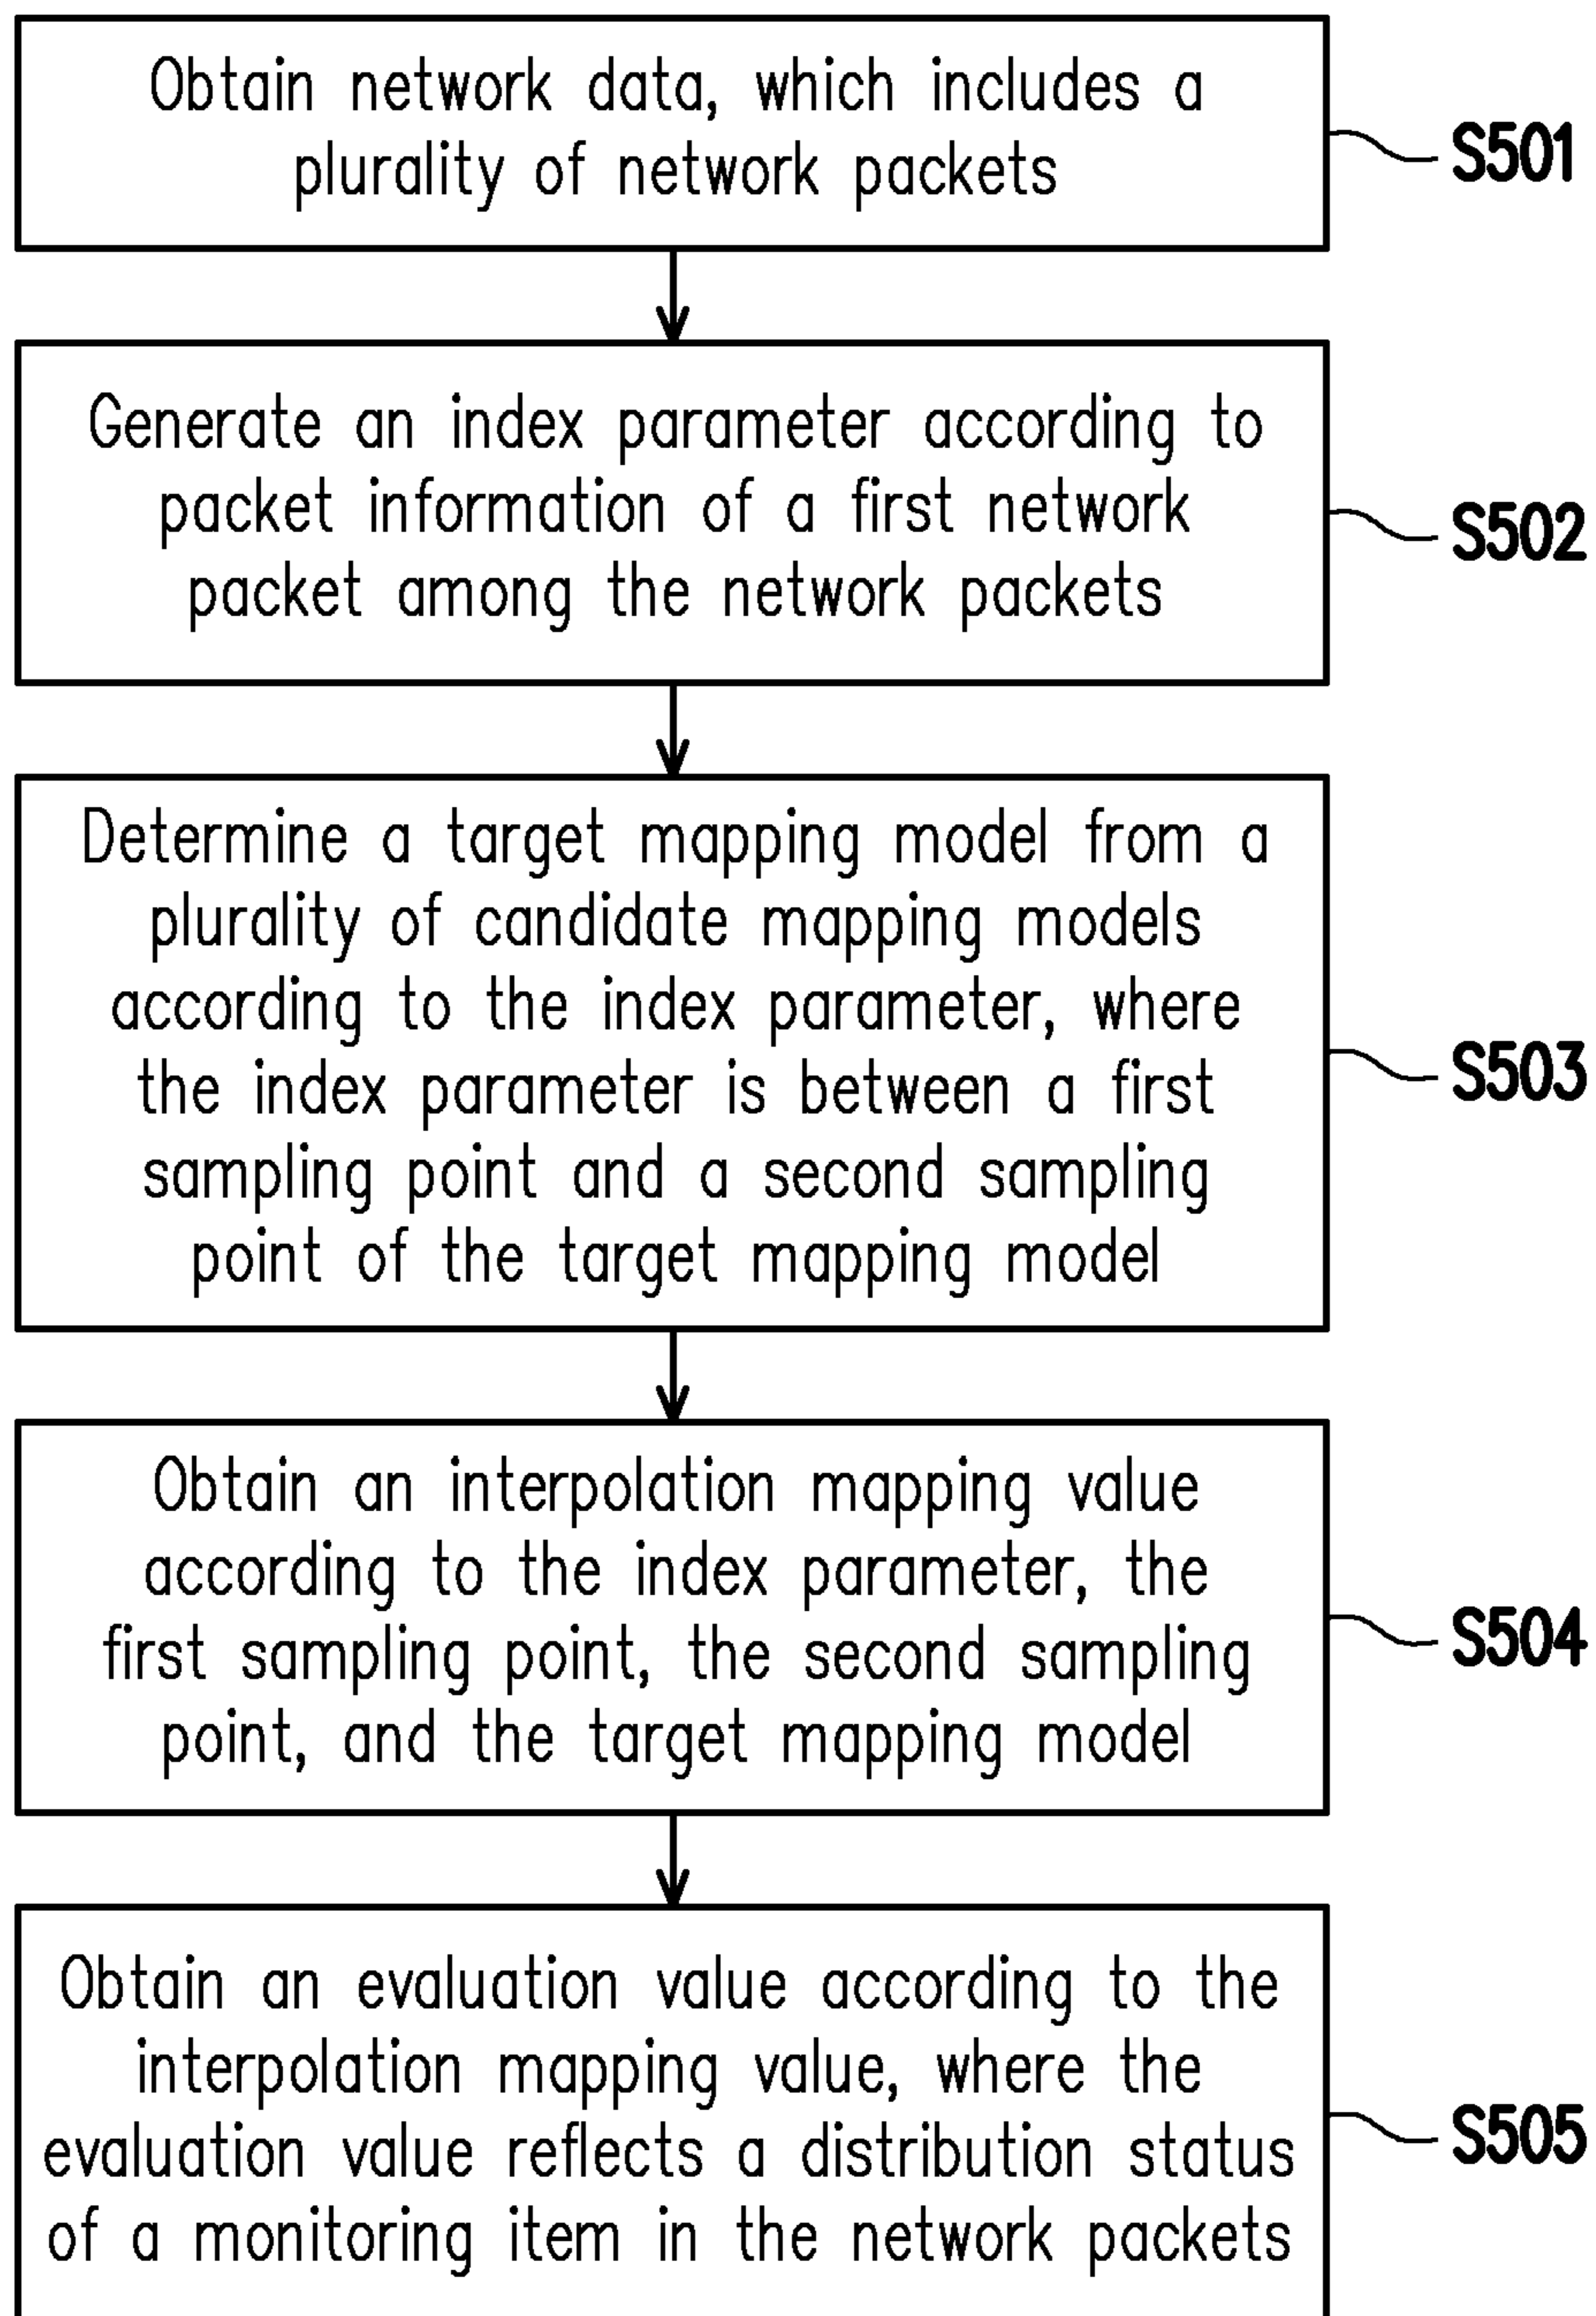 Obtain network data, which includes a
plurality of network packets
S501
Generate an index parameter according to
packet information of a first network
packet among the network packets
S502
Determine a target mapping model from a
plurality of candidate mapping models
according to the index parameter, where
the index parameter is between a first
sampling point and a second sampling
point of the target mapping model
S503
Obtain an interpolation mapping value
according to the index parameter, the
first sampling point, the second sampling
point, and the target mapping model
S504
Obtain an evaluation value according to the
interpolation mapping value, where the
evaluation value reflects a distribution status
of a monitoring item in the network packets
S505